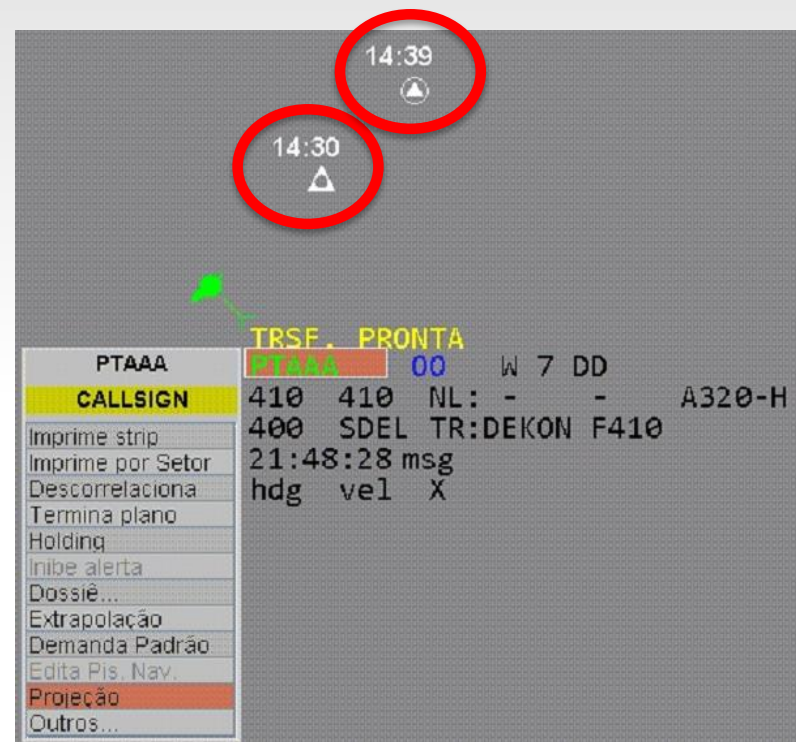 14:39
14:30
TRSF. PRONTA
PTAAA 00 W 7 DD
410 410 NL: - - A320-H
400 SDEL TR:DEKON F410
21:48:28 msg
hdg vel X
PTAAA
CALLSIGN
Imprime strip
Imprime por Setor
Descorrelaciona
Termina plano
Holding
Inibe alerta
Dossiê...
Extrapolação
Demanda Padrão
Edita Pis. Nav.
Projeção
Outros...